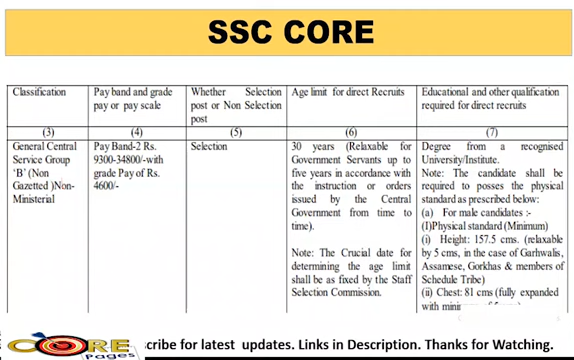 SSC CORE
Classification
Pay band and grade
pay or pay scale
Whether Selection
post or Non Selection
post
Age limit for direct Recruits
Educational and other qualification
required for direct recruits
(3)
(4)
(5)
(6)
(7)
General Central
Service Group
‘B’ (Non
Gazetted )Non-
Ministerial
Pay Band-2 Rs.
9300-34800/-with
grade Pay of Rs.
4600/-
Selection
30 years (Relaxable for
Government Servants up to
five years in accordance with
the instruction or orders
issued by the Central
Government from time to
time).
Note: The Crucial date for
determining the age limit
shall be as fixed by the Staff
Selection Commission.
Degree from a recognised
University/Institute.
Note: The candidate shall be
required to posses the physical
standard as prescribed below:
(a) For male candidates :-
(I)Physical standard (Minimum)
(i) Height: 157.5 cms. (relaxable
by 5 cms, in the case of Garhwalis,
Assamese, Gorkhas & members of
Schedule Tribe)
(ii) Chest: 81 cms (fully expanded
with
CORE
Pages
scribe for latest updates. Links in Description. Thanks for Watching.